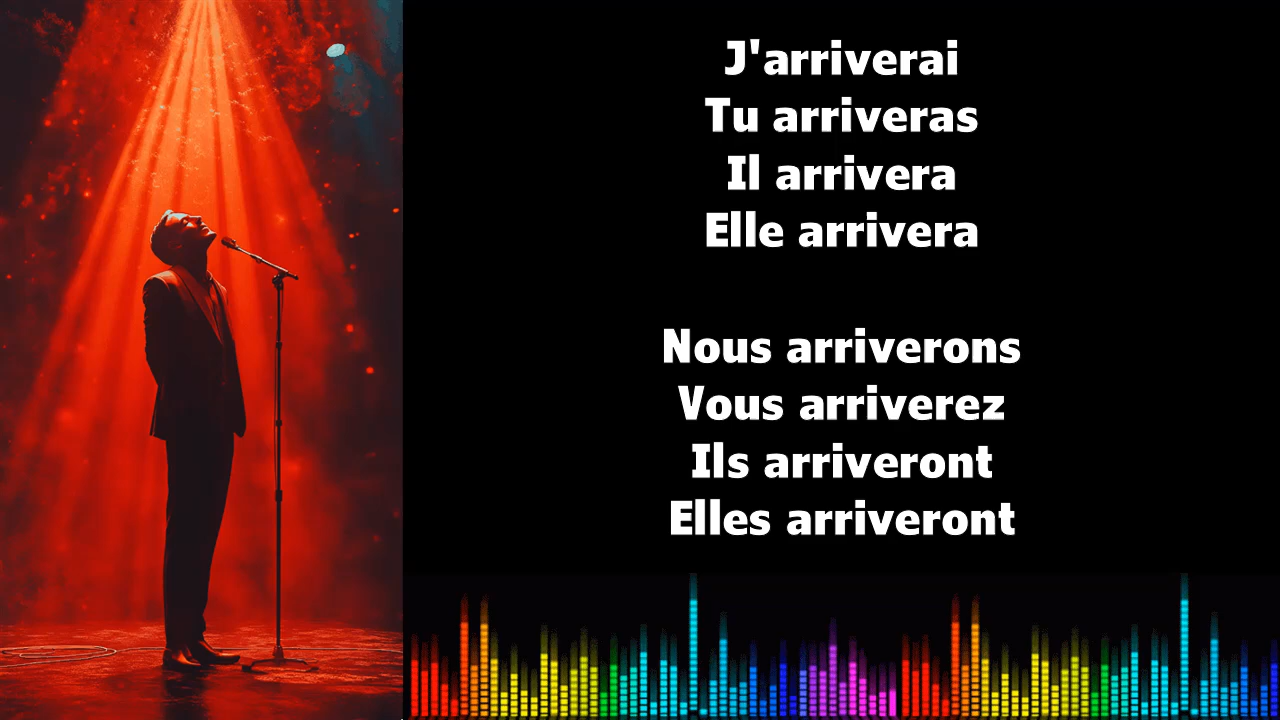 J'arriverai
Tu arriveras
Il arrivera
Elle arrivera
Nous arriverons
Vous arriverez
Ils arriveront
Elles arriveront